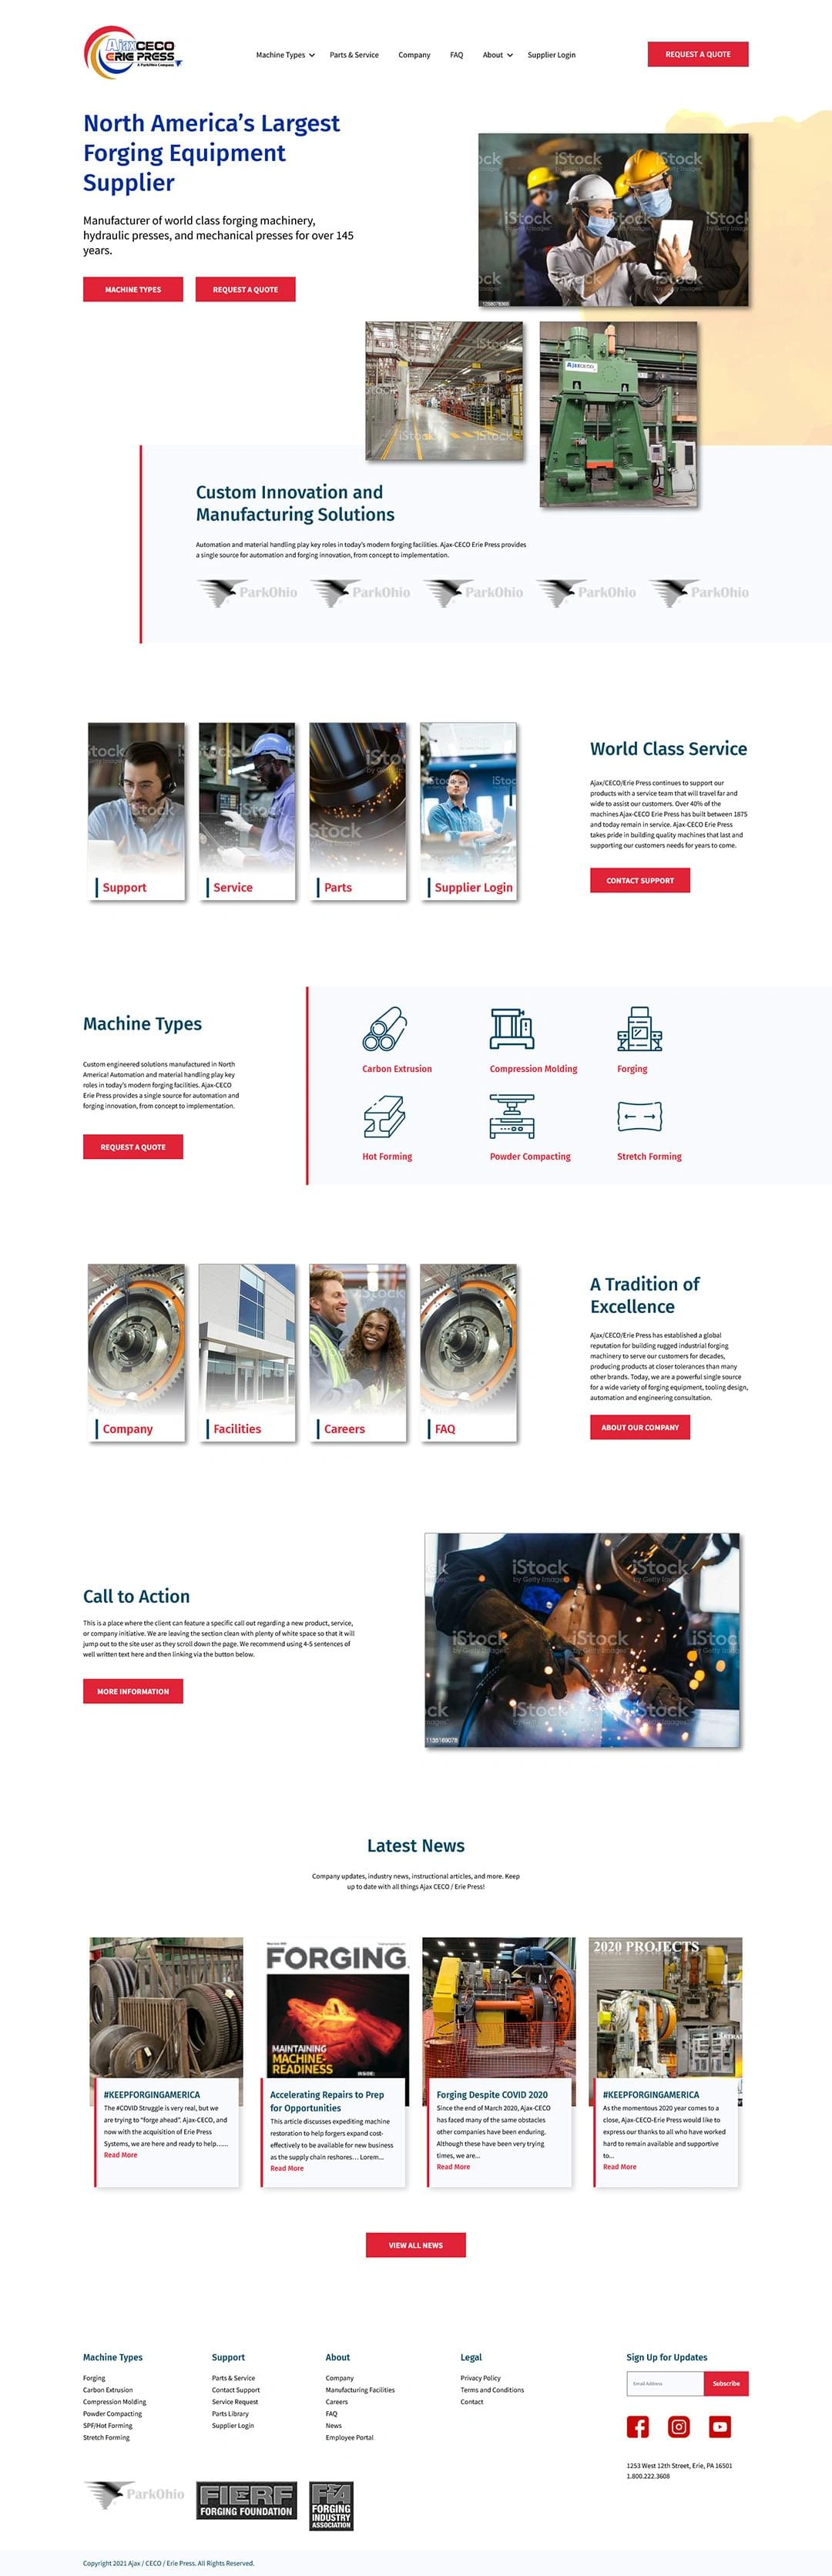 AjaxCECO
ERIE PRESS
A ParkOhio Company
Machine Types
Parts & Service
Company
FAQ
About
Supplier Login
REQUEST A QUOTE
North America's Largest
Forging Equipment
Supplier
Manufacturer of world class forging machinery,
hydraulic presses, and mechanical presses for over 145
years.
MACHINE TYPES
REQUEST A QUOTE
iStock
iStock
iStock
iStock
iStock
by Getty Images
iStock
iStock
iStock
AJAXCECO
Custom Innovation and
Manufacturing Solutions
Automation and material handling play key roles in today's modern forging facilities. Ajax-CECO Erie Press provides
a single source for automation and forging innovation, from concept to implementation.
ParkOhio
ParkOhio
ParkOhio
ParkOhio
ParkOhio
Support
Service
Parts
Supplier Login
World Class Service
Ajax/CECO/Erie Press continues to support our
products with a service team that will travel far and
wide to assist our customers. Over 40% of the
machines Ajax-CECO Erie Press has built between 1875
and today remain in service. Ajax-CECO Erie Press
takes pride in building quality machines that last and
supporting our customers needs for years to come.
CONTACT SUPPORT
Machine Types
Custom engineered solutions manufactured in North
America! Automation and material handling play key
roles in today's modern forging facilities. Ajax-CECO
Erie Press provides a single source for automation and
forging innovation, from concept to implementation.
REQUEST A QUOTE
Carbon Extrusion
Compression Molding
Forging
Hot Forming
Powder Compacting
Stretch Forming
Company
Facilities
Careers
FAQ
A Tradition of
Excellence
Ajax/CECO/Erie Press has established a global
reputation for building rugged industrial forging
machinery to serve our customers for decades,
producing products at closer tolerances than many
other brands. Today, we are a powerful single source
for a wide variety of forging equipment, tooling design,
automation and engineering consultation.
ABOUT OUR COMPANY
Call to Action
This is a place where the client can feature a specific call out regarding a new product, service,
or company initiative. We are leaving the section clean with plenty of white space so that it will
jump out to the site user as they scroll down the page. We recommend using 4-5 sentences of
well written text here and then linking via the button below.
MORE INFORMATION
iStock
by Getty Images
iStock
by Getty Images
iStock
iStock
iStock
iStock
iStock
1135169078
Latest News
Company updates, industry news, instructional articles, and more. Keep
up to date with all things Ajax CECO / Erie Press!
FORGING
MAINTAINING
MACHINE-
READINESS
INSIDE:
2020 PROJECTS
#KEEPFORGINGAMERICA
The #COVID Struggle is very real, but we
are trying to "forge ahead". Ajax-CECO, and
now with the acquisition of Erie Press
Systems, we are here and ready to help……
Read More
Accelerating Repairs to Prep
for Opportunities
This article discusses expediting machine
restoration to help forgers expand cost-
effectively to be available for new business
as the supply chain reshores… Lorem...
Read More
Forging Despite COVID 2020
Since the end of March 2020, Ajax-CECO
has faced many of the same obstacles
other companies have been enduring.
Although these have been very trying
times, we are...
Read More
#KEEPFORGINGAMERICA
As the momentous 2020 year comes to a
close, Ajax-CECO-Erie Press would like to
express our thanks to all who have worked
hard to remain available and supportive
to...
Read More
VIEW ALL NEWS
Machine Types
Forging
Carbon Extrusion
Compression Molding
Powder Compacting
SPF/Hot Forming
Stretch Forming
Support
Parts & Service
Contact Support
Service Request
Parts Library
Supplier Login
About
Company
Manufacturing Facilities
Careers
FAQ
News
Employee Portal
Legal
Privacy Policy
Terms and Conditions
Contact
Sign Up for Updates
Email Address
Subscribe
1253 West 12th Street, Erie, PA 16501
1.800.222.3608
ParkOhio
FIERF
FORGING FOUNDATION
FIA
FORGING
INDUSTRY
ASSOCIATION
Copyright 2021 Ajax / CECO / Erie Press. All Rights Reserved.